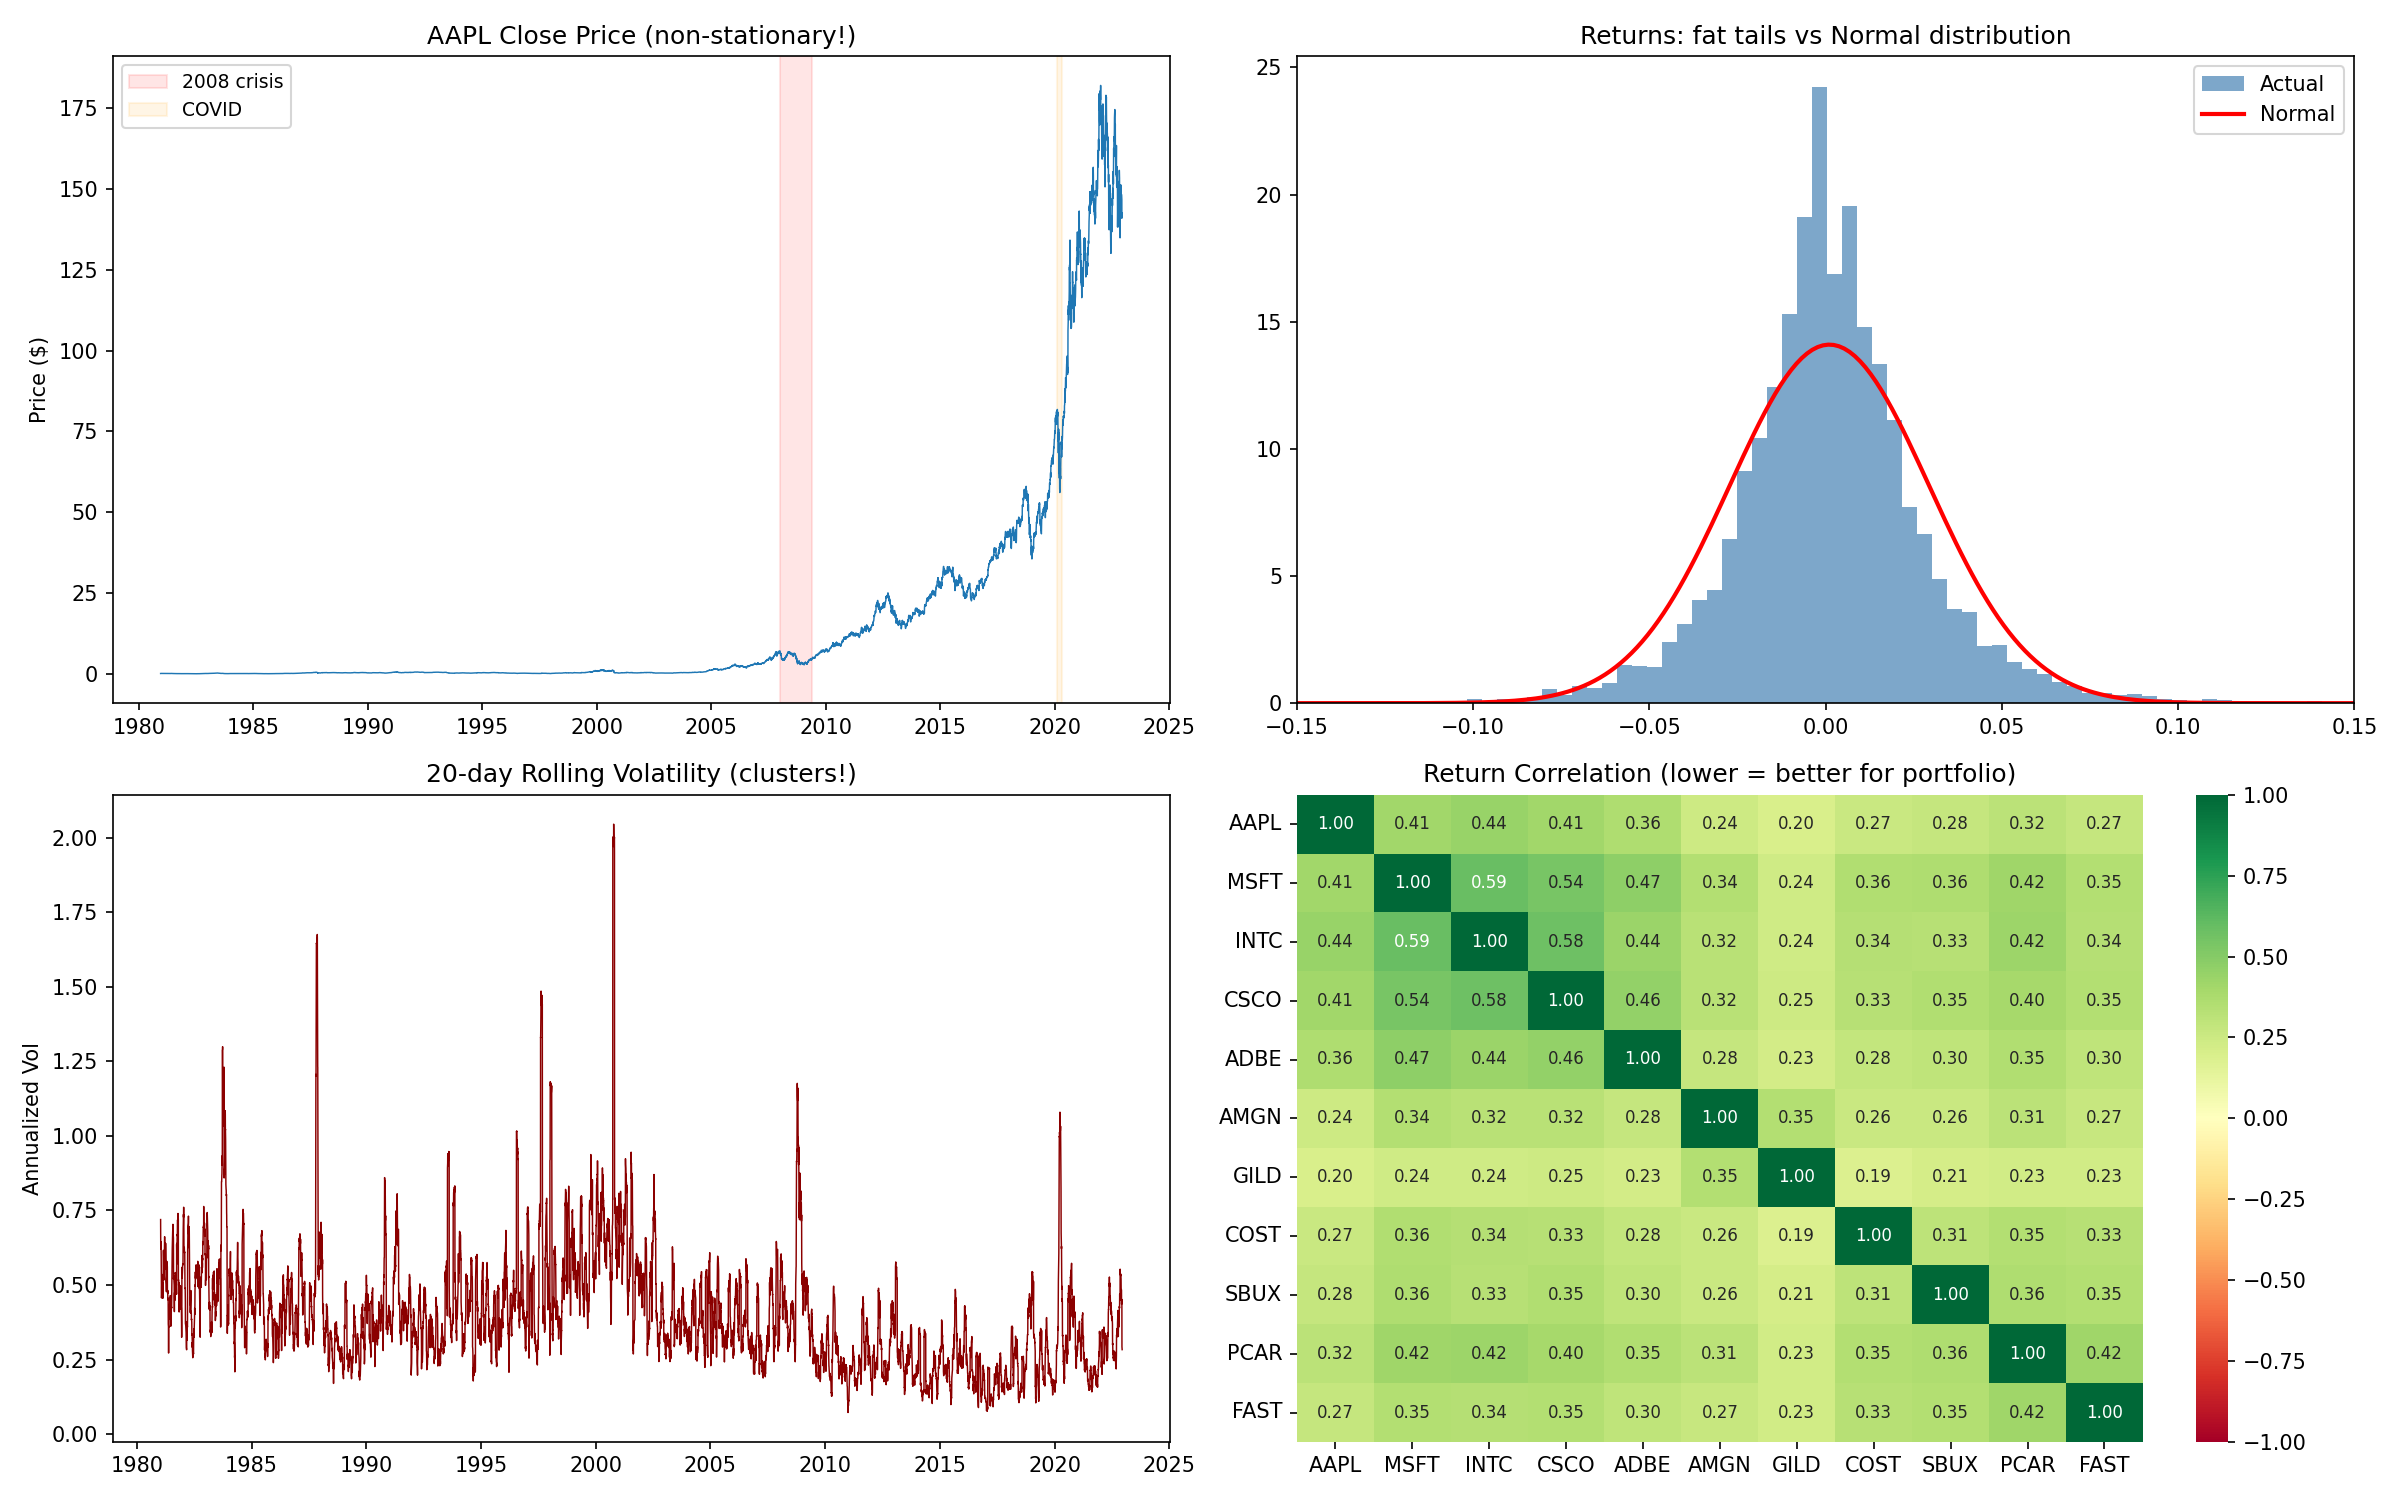 AAPL Close Price (non-stationary!)
2008 crisis
COVID
Price ($)
175
150
125
100
75
50
25
0
1980 1985 1990 1995 2000 2005 2010 2015 2020 2025
Returns: fat tails vs Normal distribution
Actual
Normal
25
20
15
10
5
0
−0.15 −0.10 −0.05 0.00 0.05 0.10 0.15
20-day Rolling Volatility (clusters!)
Annualized Vol
2.00
1.75
1.50
1.25
1.00
0.75
0.50
0.25
0.00
1980 1985 1990 1995 2000 2005 2010 2015 2020 2025
Return Correlation (lower = better for portfolio)
AAPL 1.00 0.41 0.44 0.41 0.36 0.24 0.20 0.27 0.28 0.32 0.27
MSFT 0.41 1.00 0.59 0.54 0.47 0.34 0.24 0.36 0.36 0.42 0.35
INTC 0.44 0.59 1.00 0.58 0.44 0.32 0.24 0.34 0.33 0.42 0.34
CSCO 0.41 0.54 0.58 1.00 0.46 0.32 0.25 0.33 0.35 0.40 0.35
ADBE 0.36 0.47 0.44 0.46 1.00 0.28 0.23 0.28 0.30 0.35 0.30
AMGN 0.24 0.34 0.32 0.32 0.28 1.00 0.35 0.26 0.26 0.31 0.27
GILD 0.20 0.24 0.24 0.25 0.23 0.35 1.00 0.19 0.21 0.23 0.23
COST 0.27 0.36 0.34 0.33 0.28 0.26 0.19 1.00 0.31 0.35 0.33
SBUX 0.28 0.36 0.33 0.35 0.30 0.26 0.21 0.31 1.00 0.36 0.35
PCAR 0.32 0.42 0.42 0.40 0.35 0.31 0.23 0.35 0.36 1.00 0.42
FAST 0.27 0.35 0.34 0.35 0.30 0.27 0.23 0.33 0.35 0.42 1.00
AAPL MSFT INTC CSCO ADBE AMGN GILD COST SBUX PCAR FAST
1.00
0.75
0.50
0.25
0.00
−0.25
−0.50
−0.75
−1.00